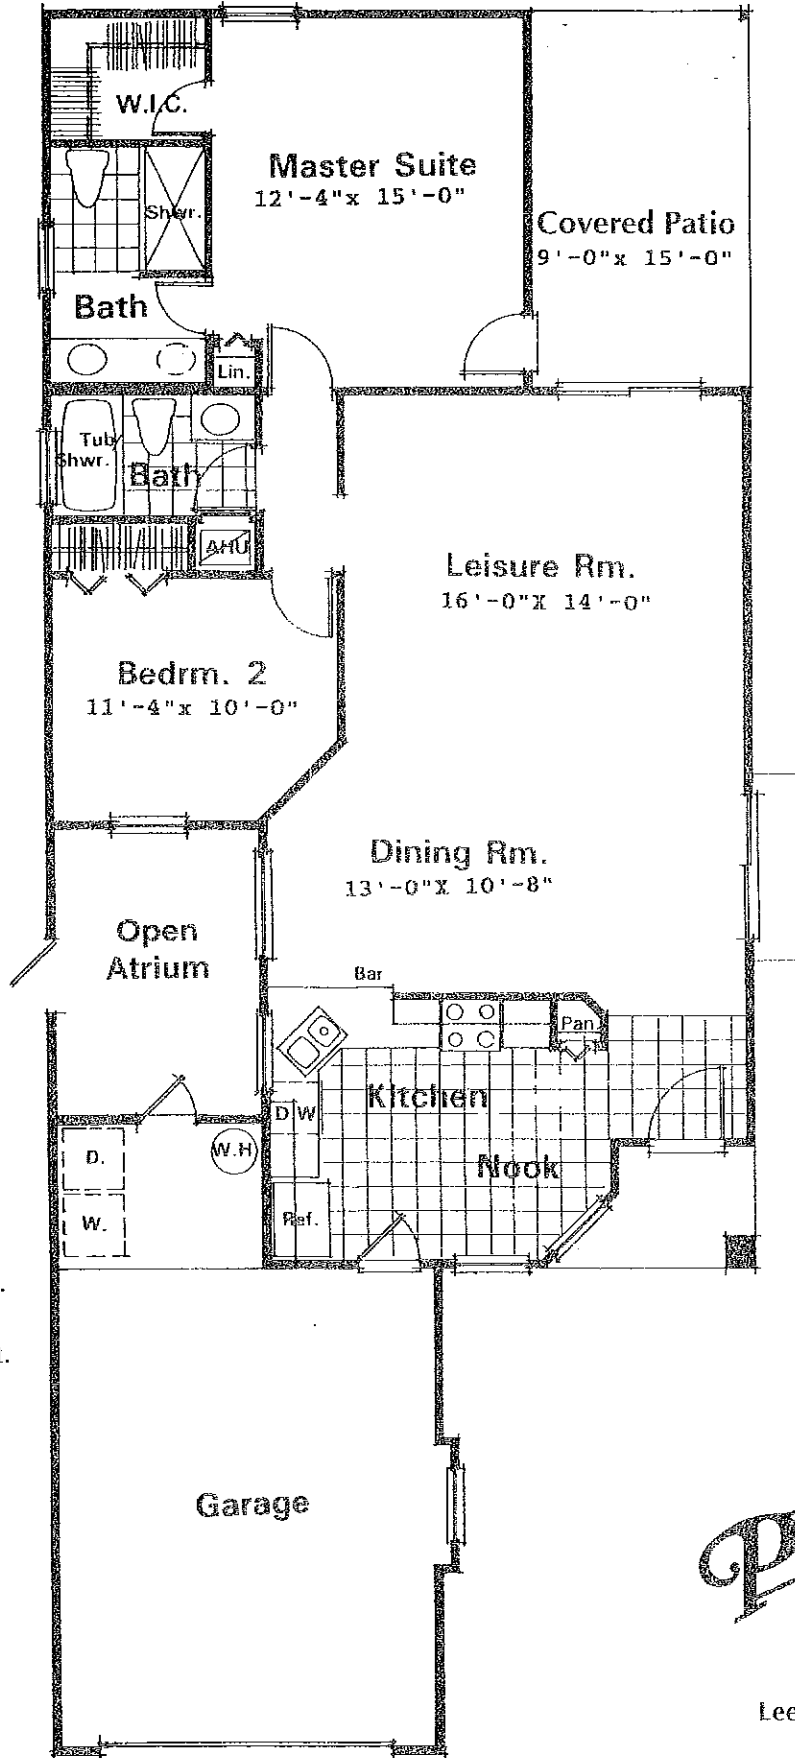 W.I.C.
Master Suite
12'-4"x 15'-0"
Shwr.
Covered Patio
9'-0"x 15'-0"
Bath
Lin.
Tub/
Shwr.
Bath
AHU
Leisure Rm.
16'-0"X 14'-0"
Bedrm. 2
11'-4"x 10'-0"
Dining Rm.
13'-0"X 10'-8"
Open
Atrium
Bar
Pan
Kitchen
D W
Nook
D.
W.H
W.
Ref.
Garage
P
Lee